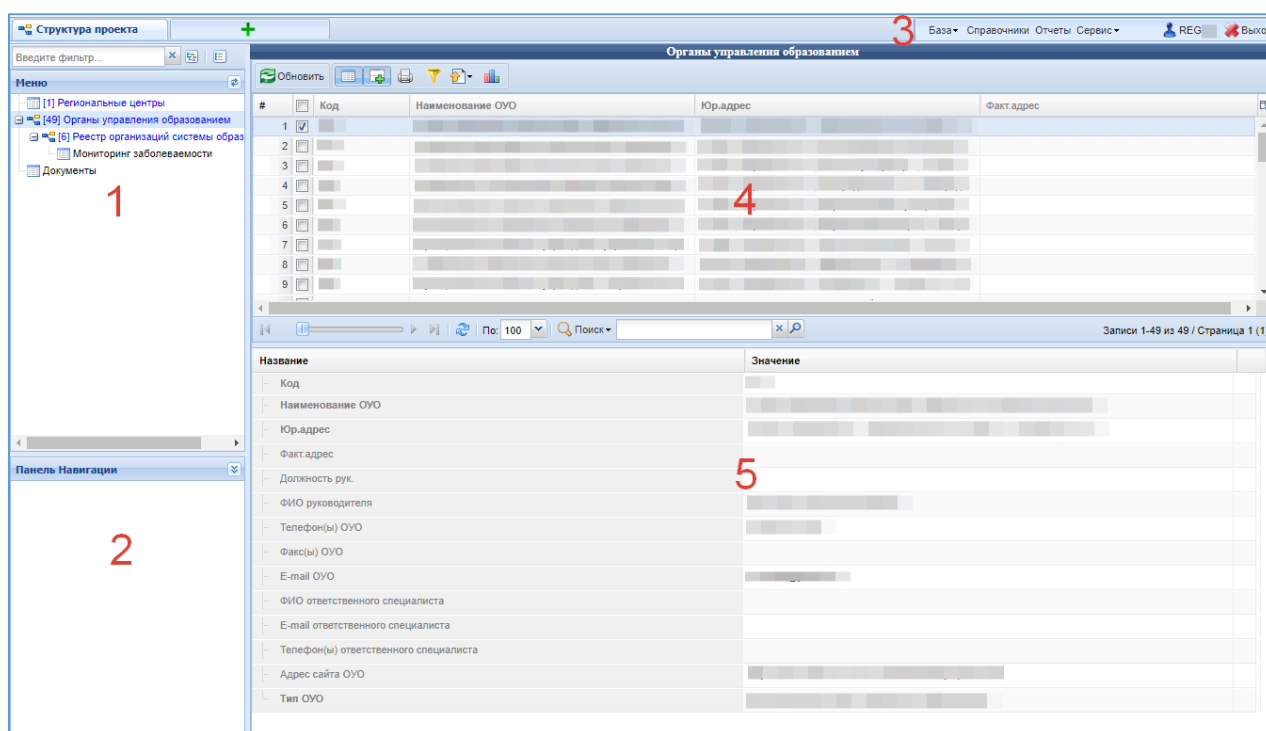 Структура проекта
3
База Справочники Отчеты Сервис REG Выхо
Введите фильтр...
Органы управления образованием
Меню
Обновить
[1] Региональные центры
[49] Органы управления образованием
[6] Реестр организаций системы образ
Мониторинг заболеваемости
Документы
1
# Код Наименование ОУО Юр.адрес Факт.адрес
1
2
3
4
5
6
7
8
9
4
По: 100 Поиск Записи 1-49 из 49 / Страница 1 (1
Название Значение
Код
Наименование ОУО
Юр.адрес
Факт.адрес
Должность рук.
ФИО руководителя
Телефон(ы) ОУО
Факс(ы) ОУО
E-mail ОУО
ФИО ответственного специалиста
E-mail ответственного специалиста
Телефон(ы) ответственного специалиста
Адрес сайта ОУО
Тип ОУО
5
Панель Навигации
2